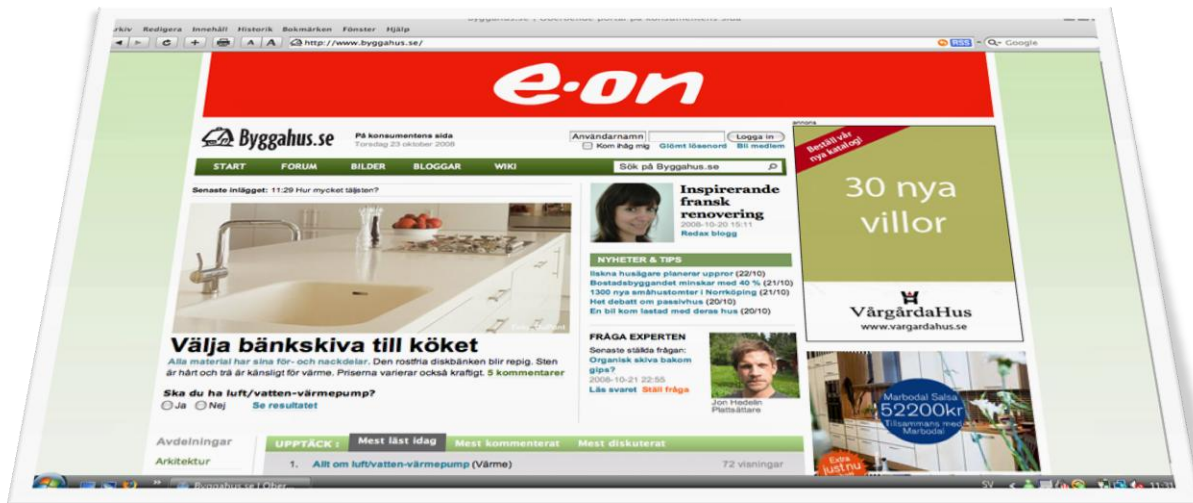 Redigera Innehåll Historik Bokmärken Fönster Hjälp
A A http://www.byggahus.se/ RSS Google
e·on
Byggahus.se
På konsumentens sida
Torsdag 23 oktober 2008
Användarnamn Logga in
Kom ihåg mig Glömt lösenord Bli medlem
START FORUM BILDER BLOGGAR WIKI
Sök på Byggahus.se
Senaste inlägget: 11:29 Hur mycket täljsten?
Välja bänkskiva till köket
Alla material har sina för- och nackdelar. Den rostfria diskbänken blir repig. Sten
är hårt och trä är känsligt för värme. Priserna varierar också kraftigt. 5 kommentarer
Ska du ha luft/vatten-värmepump?
Ja Nej Se resultatet
Inspirerande
fransk
renovering
2008-10-20 15:11
Redax blogg
NYHETER & TIPS
Ilskna husägare planerar uppror (22/10)
Bostadsbyggandet minskar med 40 % (21/10)
1300 nya småhustomter i Norrköping (21/10)
Het debatt om passivhus (20/10)
En bil kom lastad med deras hus (20/10)
FRÅGA EXPERTEN
Senaste ställda frågan:
Organisk skiva bakom
gips?
2008-10-21 22:55
Läs svaret Ställ fråga
Jon Hedelin
Plattsättare
annons
Beställ vår
nya katalog!
30 nya
villor
VårgårdaHus
www.vargardahus.se
Marbodal Salsa
52200kr
Tillsammans med
Marbodal
Extra
just nu
Avdelningar
Arkitektur
UPPTÄCK : Mest läst idag Mest kommenterat Mest diskuterat
1. Allt om luft/vatten-värmepump (Värme) 72 visningar
Byggahus.se | Ober...
SV 11:31